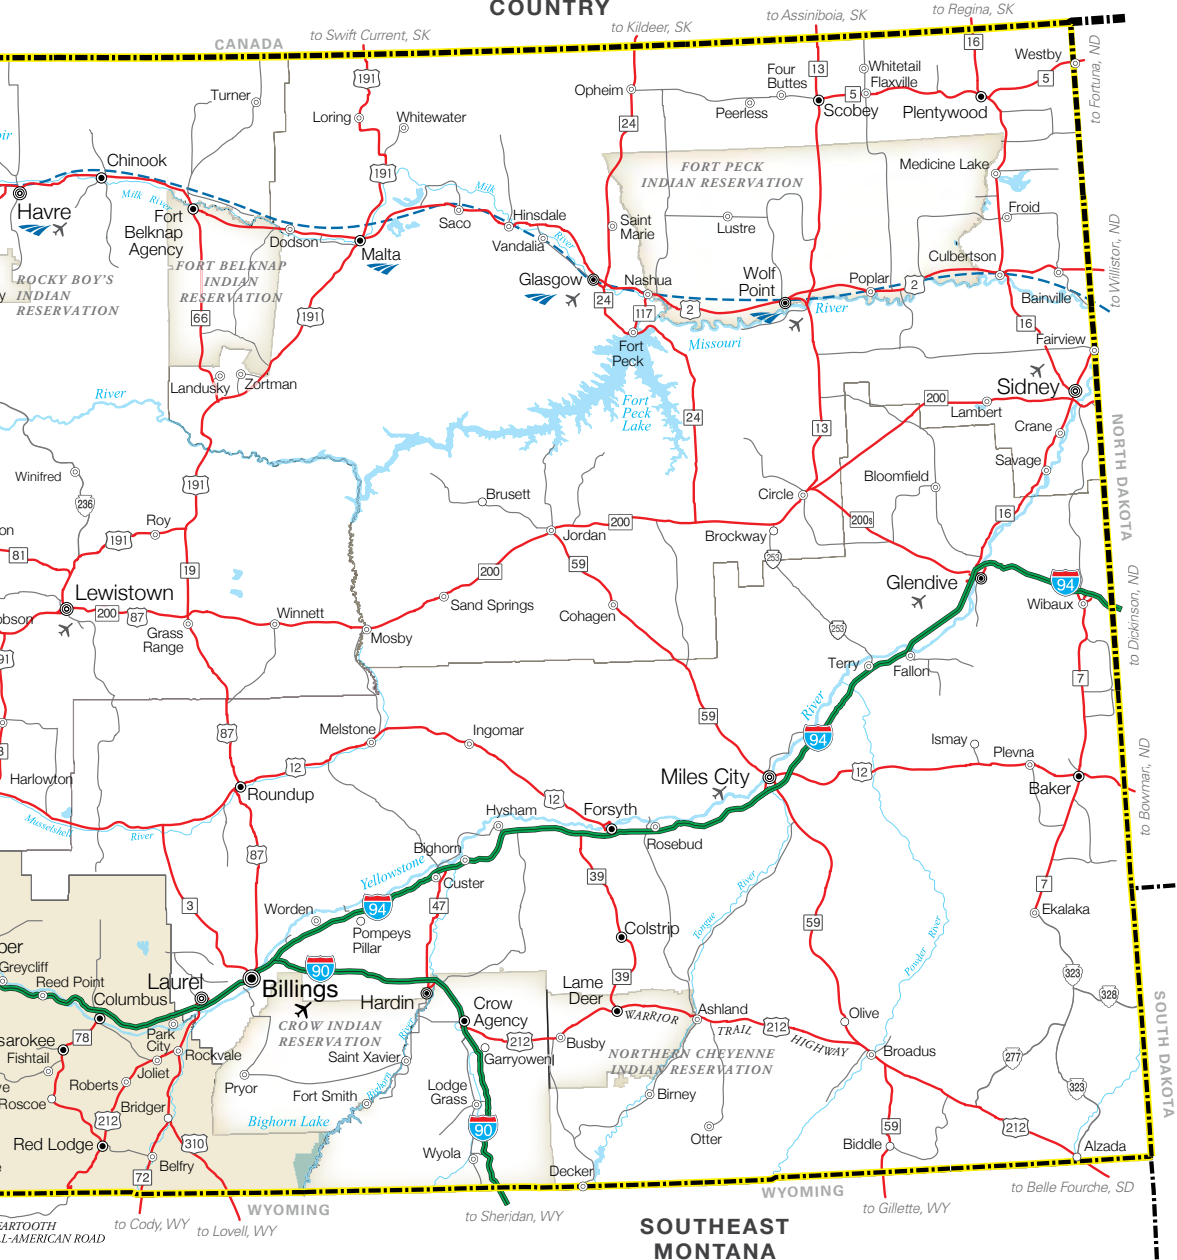 COUNTRY
to Swift Current, SK
to Kildeer, SK
to Assiniboia, SK
to Regina, SK
CANADA
to Fortuna, ND
16
Westby
191
Four
Buttes
13
Whitetail
Flaxville
5
Turner
Opheim
5
Peerless
Scobey
Plentywood
Loring
Whitewater
24
Chinook
191
FORT PECK
INDIAN RESERVATION
Medicine Lake
Milk River
Milk
Havre
Fort
Belknap
Agency
Saco
Hinsdale
Saint
Marie
Lustre
Froid
Dodson
Vandalia
River
Malta
Culbertson
to Williston, ND
FORT BELKNAP
INDIAN
RESERVATION
ROCKY BOY'S
INDIAN
RESERVATION
Glasgow
Nashua
Wolf
Point
Poplar
2
24
117
2
River
Bainville
66
191
Missouri
16
Fort
Peck
Fairview
Landusky
Zortman
Sidney
River
Fort
Peck
Lake
200
Lambert
24
13
Crane
NORTH DAKOTA
Savage
Winifred
191
Brusett
Circle
Bloomfield
236
16
Roy
191
200
200s
81
Jordan
Brockway
253
59
200
19
Glendive
94
Lewistown
Wibaux
to Dickinson, ND
200
87
Winnett
Sand Springs
Cohagen
Grass
Range
Mosby
253
Terry
Fallon
7
River
59
87
Melstone
Ingomar
94
Ismay
Plevna
12
Miles City
12
Harlowton
Baker
to Bowman, ND
Roundup
12
Musselshell
River
Hysham
Forsyth
Rosebud
87
Bighorn
Yellowstone
Custer
39
River
7
3
94
47
Worden
Pompeys
Pillar
Colstrip
59
Ekalaka
Tongue
River
Powder
Greycliff
Reed Point
90
39
323
328
Laurel
Columbus
Billings
Hardin
Lame
Deer
Crow
Agency
WARRIOR
Ashland
TRAIL
212
HIGHWAY
Olive
SOUTH DAKOTA
78
Park
City
CROW INDIAN
RESERVATION
River
212
Busby
Fishtail
Rockvale
Saint Xavier
Garryowen
NORTHERN CHEYENNE
INDIAN RESERVATION
Broadus
277
Joliet
Roberts
Pryor
Roscoe
Fort Smith
Bighorn
Lodge
Grass
Birney
323
Bridger
212
Bighorn Lake
90
Otter
59
212
Red Lodge
310
Biddle
Alzada
Belfry
Wyola
72
Decker
to Belle Fourche, SD
WYOMING
WYOMING
to Cody, WY
to Lovell, WY
to Sheridan, WY
to Gillette, WY
SOUTHEAST
MONTANA